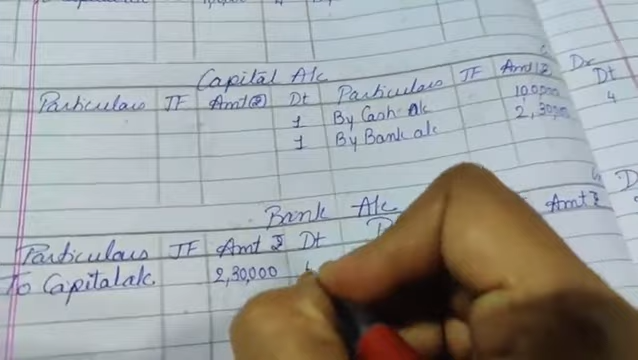 Capital A/c
Particulars JF Amt(₹) Dt Particulars JF Amt(₹ Dr
Dt
1 By Cash a/c 10,000 4
1 By Bank a/c 2,30,000
Bank A/c
Particulars JF Amt ₹ Dt Amt ₹ D
To Capital a/c. 2,30,000